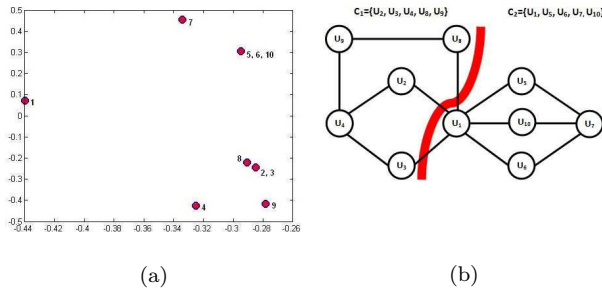 0.5
0.4
0.3
0.2
0.1
0
-0.1
-0.2
-0.3
-0.4
-0.5
-0.44 -0.42 -0.4 -0.38 -0.36 -0.34 -0.32 -0.3 -0.28 -0.26
7
5, 6, 10
1
8
2, 3
4
9
(a)
C₁={U₂, U₃, U₄, U₈, U₉} C₂={U₁, U₅, U₆, U₇, U₁₀}
U₉ U₈
U₂ U₅
U₄ U₁ U₁₀ U₇
U₃ U₆
(b)